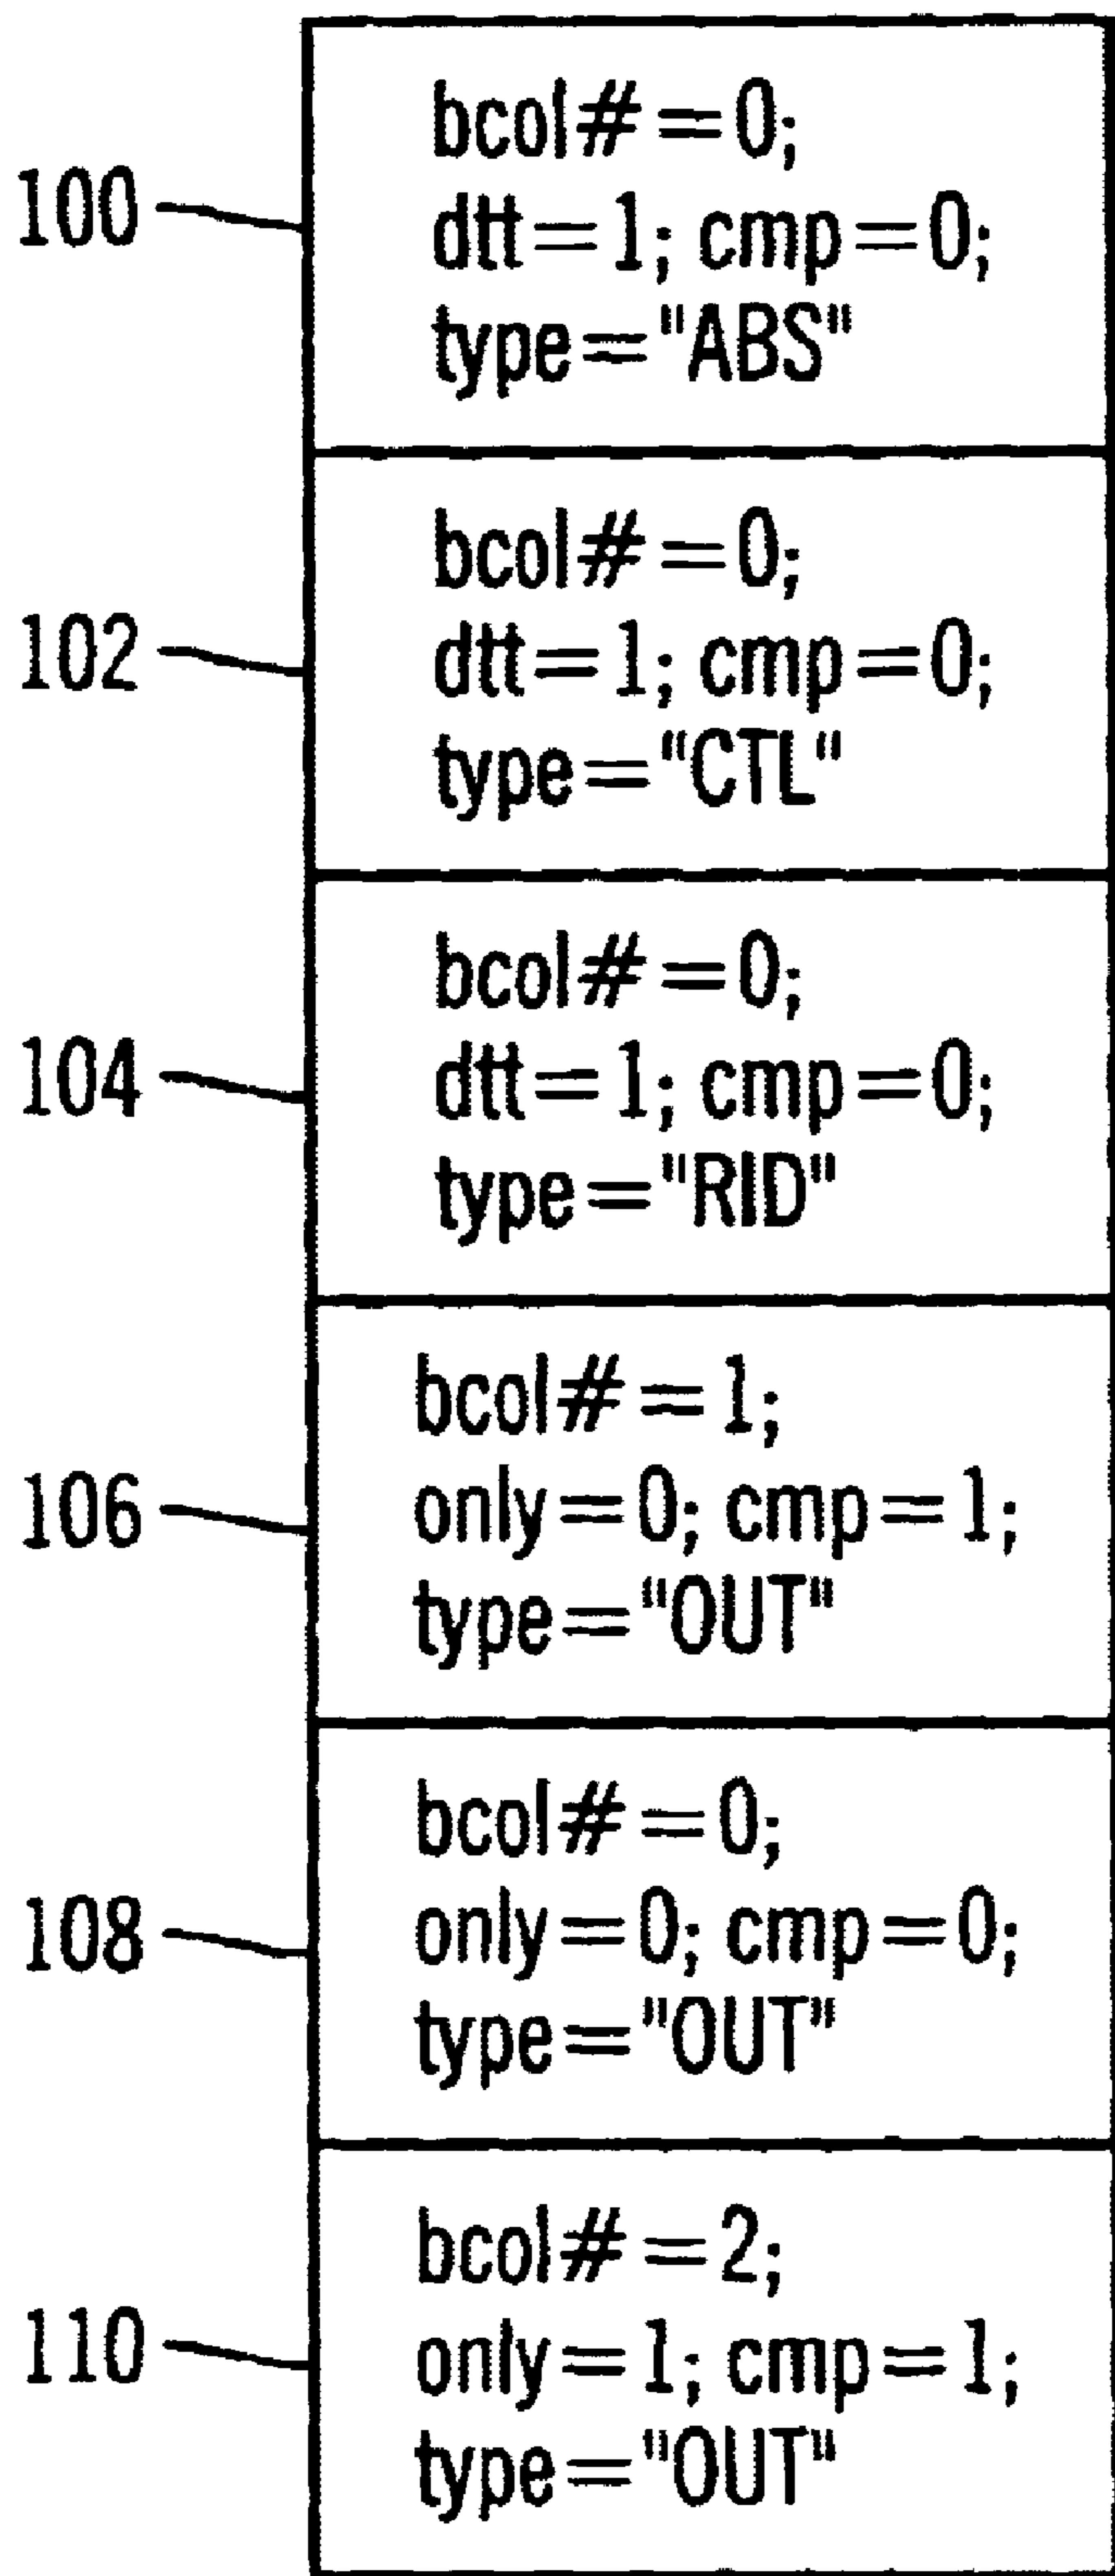 bcol#=0;
100 dtt=1; cmp=0;
type="ABS"
bcol#=0;
102 dtt=1; cmp=0;
type="CTL"
bcol#=0;
104 dtt=1; cmp=0;
type="RID"
bcol#=1;
106 only=0; cmp=1;
type="OUT"
bcol#=0;
108 only=0; cmp=0;
type="OUT"
bcol#=2;
110 only=1; cmp=1;
type="OUT"